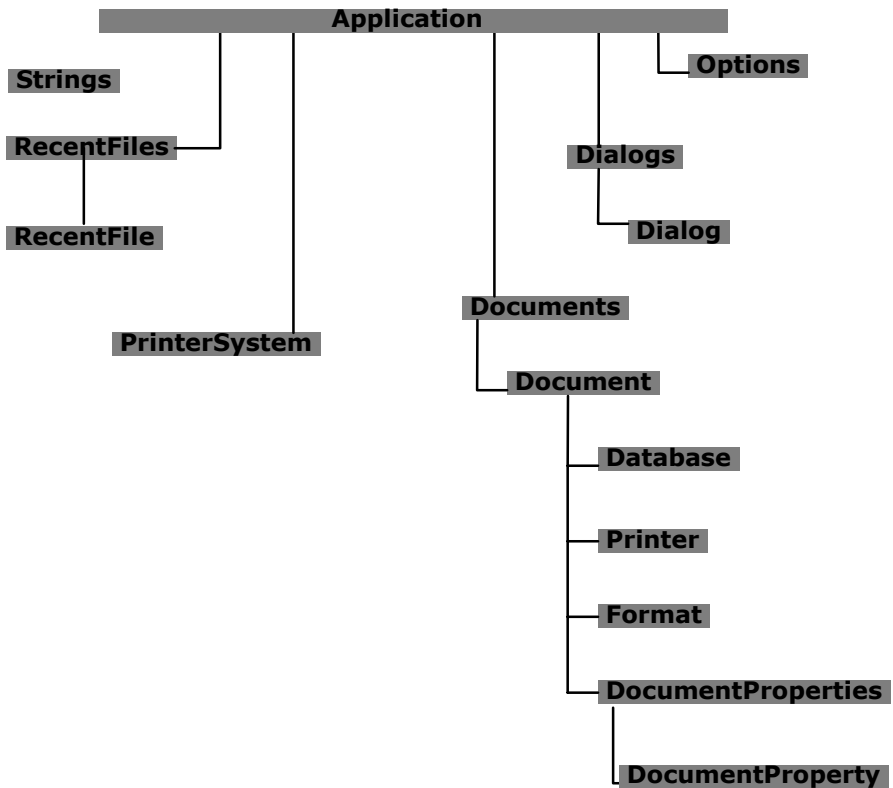 Application
Options
Strings
RecentFiles
Dialogs
RecentFile
Dialog
Documents
PrinterSystem
Document
Database
Printer
Format
DocumentProperties
DocumentProperty